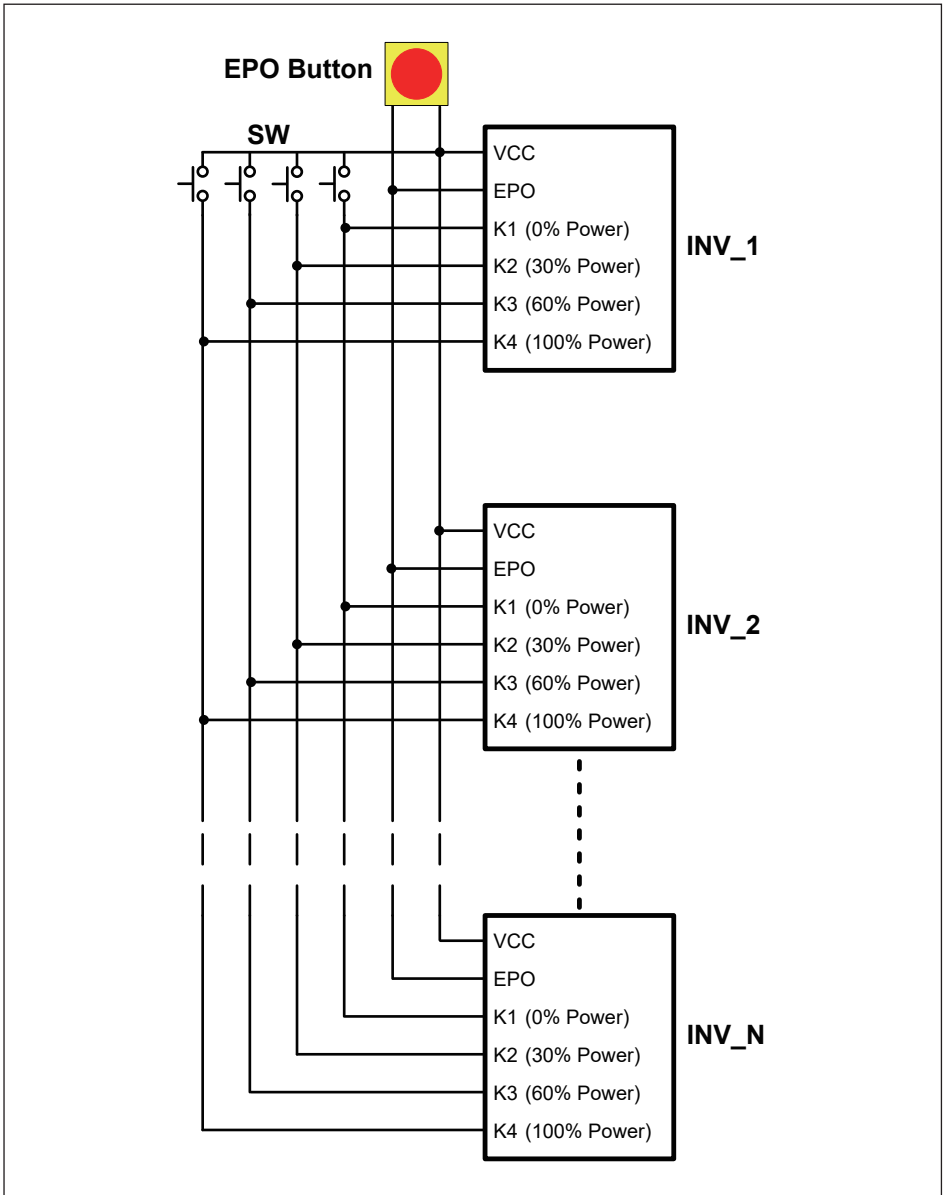 EPO Button
SW
VCC
EPO
K1 (0% Power)
K2 (30% Power)
K3 (60% Power)
K4 (100% Power)
INV_1
VCC
EPO
K1 (0% Power)
K2 (30% Power)
K3 (60% Power)
K4 (100% Power)
INV_2
VCC
EPO
K1 (0% Power)
K2 (30% Power)
K3 (60% Power)
K4 (100% Power)
INV_N